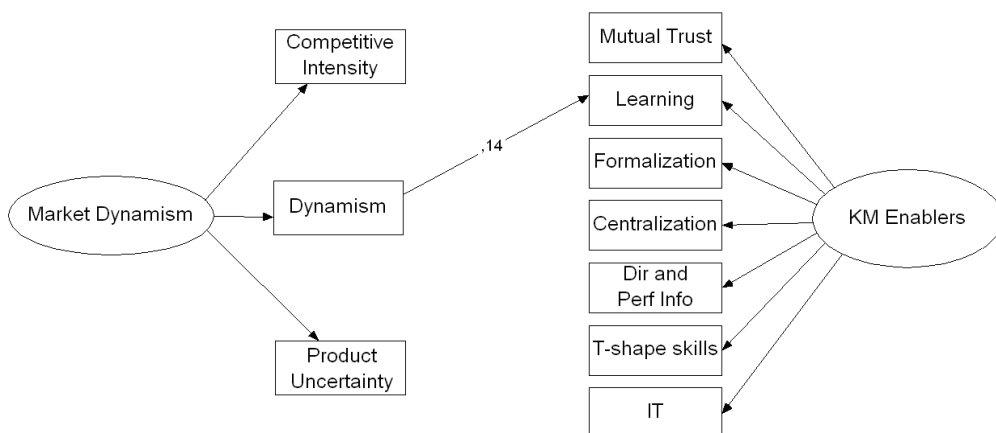 Competitive
Intensity
Market Dynamism
Dynamism
Product
Uncertainty
,14
Mutual Trust
Learning
Formalization
Centralization
Dir and
Perf Info
T-shape skills
IT
KM Enablers